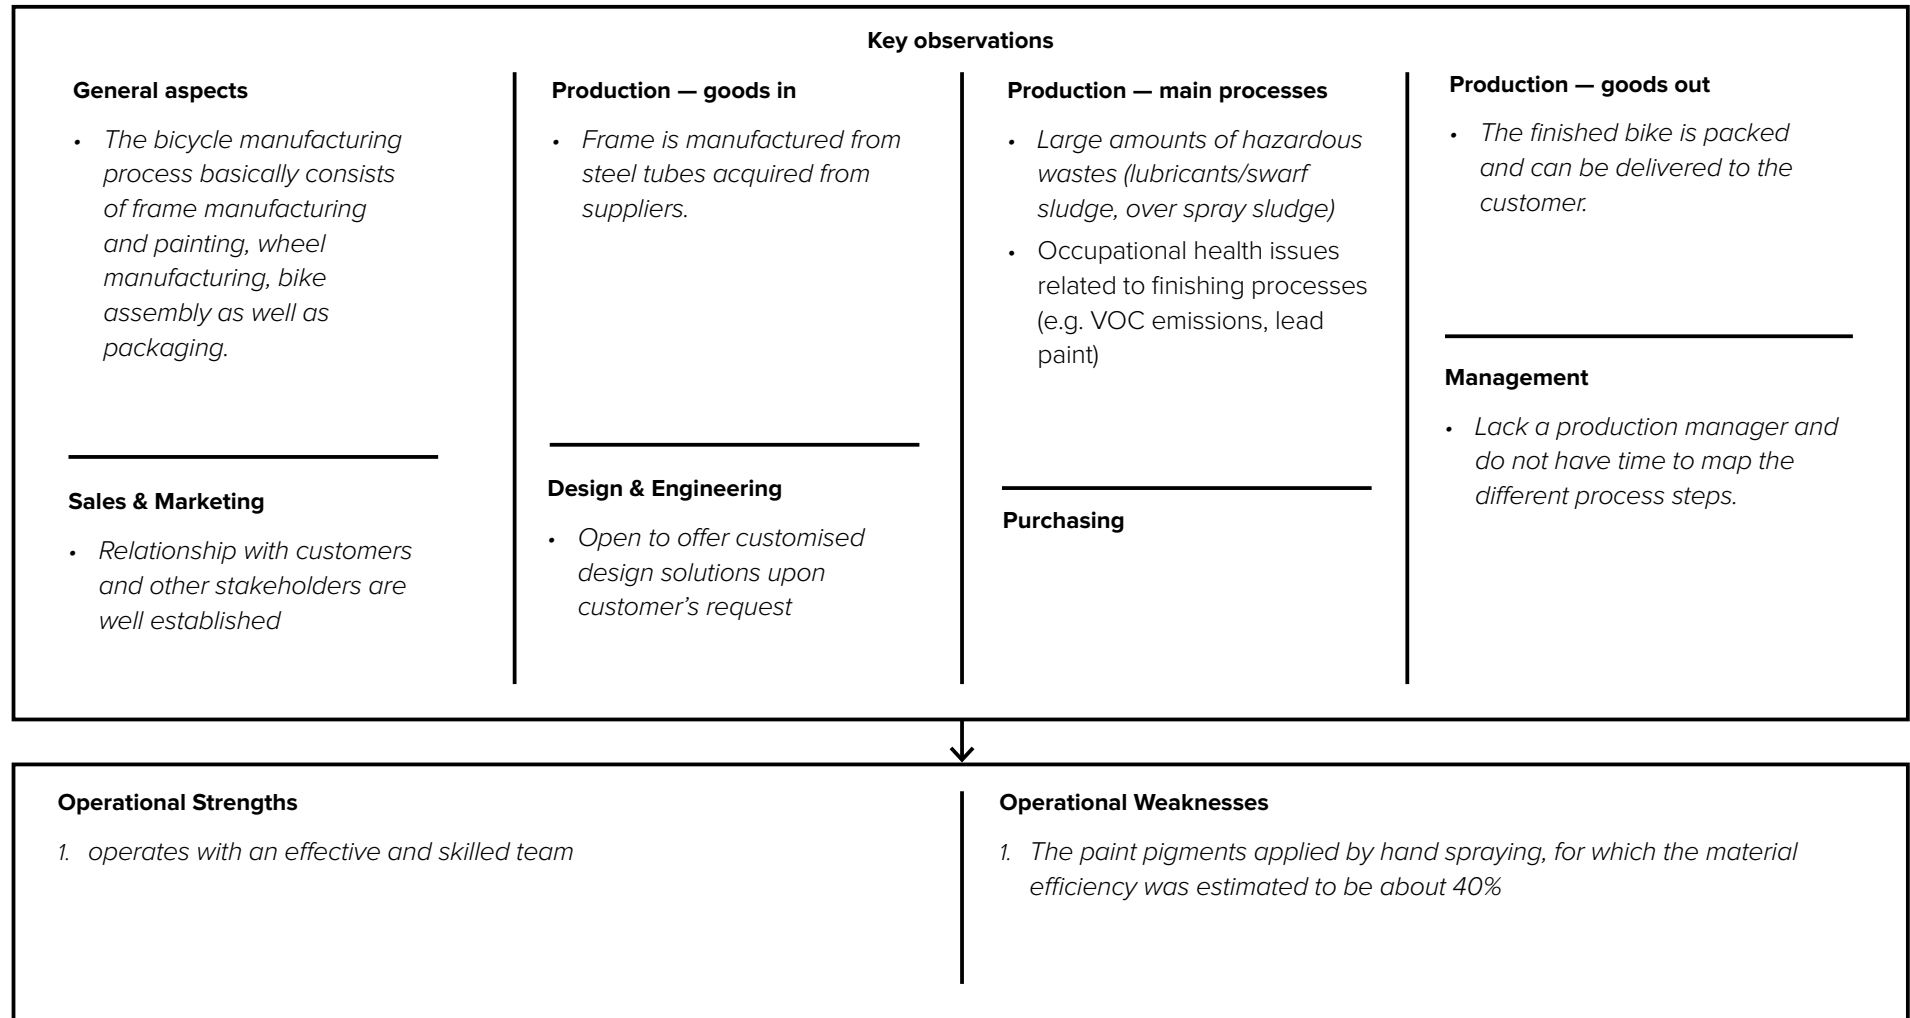 Key observations
General aspects
• The bicycle manufacturing
process basically consists
of frame manufacturing
and painting, wheel
manufacturing, bike
assembly as well as
packaging.
Sales & Marketing
• Relationship with customers
and other stakeholders are
well established
Production — goods in
• Frame is manufactured from
steel tubes acquired from
suppliers.
Design & Engineering
• Open to offer customised
design solutions upon
customer’s request
Production — main processes
• Large amounts of hazardous
wastes (lubricants/swarf
sludge, over spray sludge)
• Occupational health issues
related to finishing processes
(e.g. VOC emissions, lead
paint)
Purchasing
Production — goods out
• The finished bike is packed
and can be delivered to the
customer.
Management
• Lack a production manager and
do not have time to map the
different process steps.
Operational Strengths
1. operates with an effective and skilled team
Operational Weaknesses
1. The paint pigments applied by hand spraying, for which the material
efficiency was estimated to be about 40%